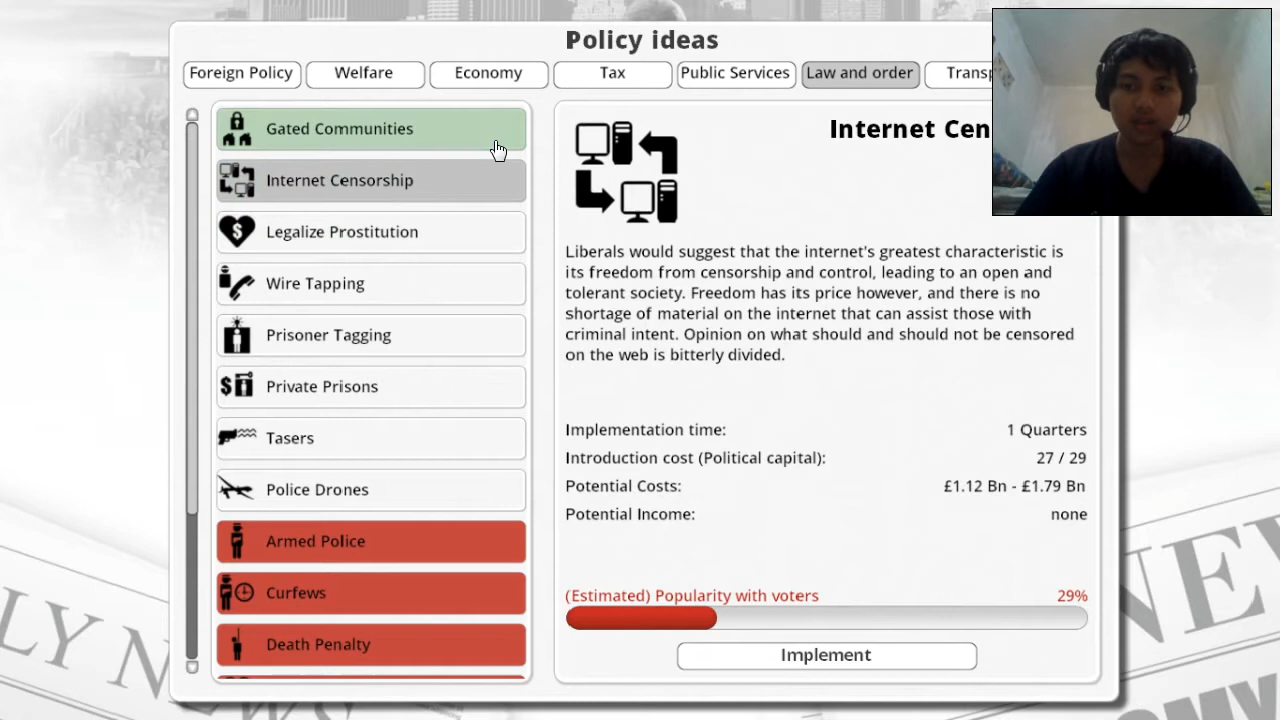 Policy ideas
Foreign Policy
Welfare
Economy
Tax
Public Services
Law and order
Transp
Gated Communities
Internet Censorship
Legalize Prostitution
Wire Tapping
Prisoner Tagging
Private Prisons
Tasers
Police Drones
Armed Police
Curfews
Death Penalty
Internet Cen
Liberals would suggest that the internet's greatest characteristic is
its freedom from censorship and control, leading to an open and
tolerant society. Freedom has its price however, and there is no
shortage of material on the internet that can assist those with
criminal intent. Opinion on what should and should not be censored
on the web is bitterly divided.
Implementation time: 1 Quarters
Introduction cost (Political capital): 27 / 29
Potential Costs: £1.12 Bn - £1.79 Bn
Potential Income: none
(Estimated) Popularity with voters 29%
Implement
LY NEWS
NEW
OMY